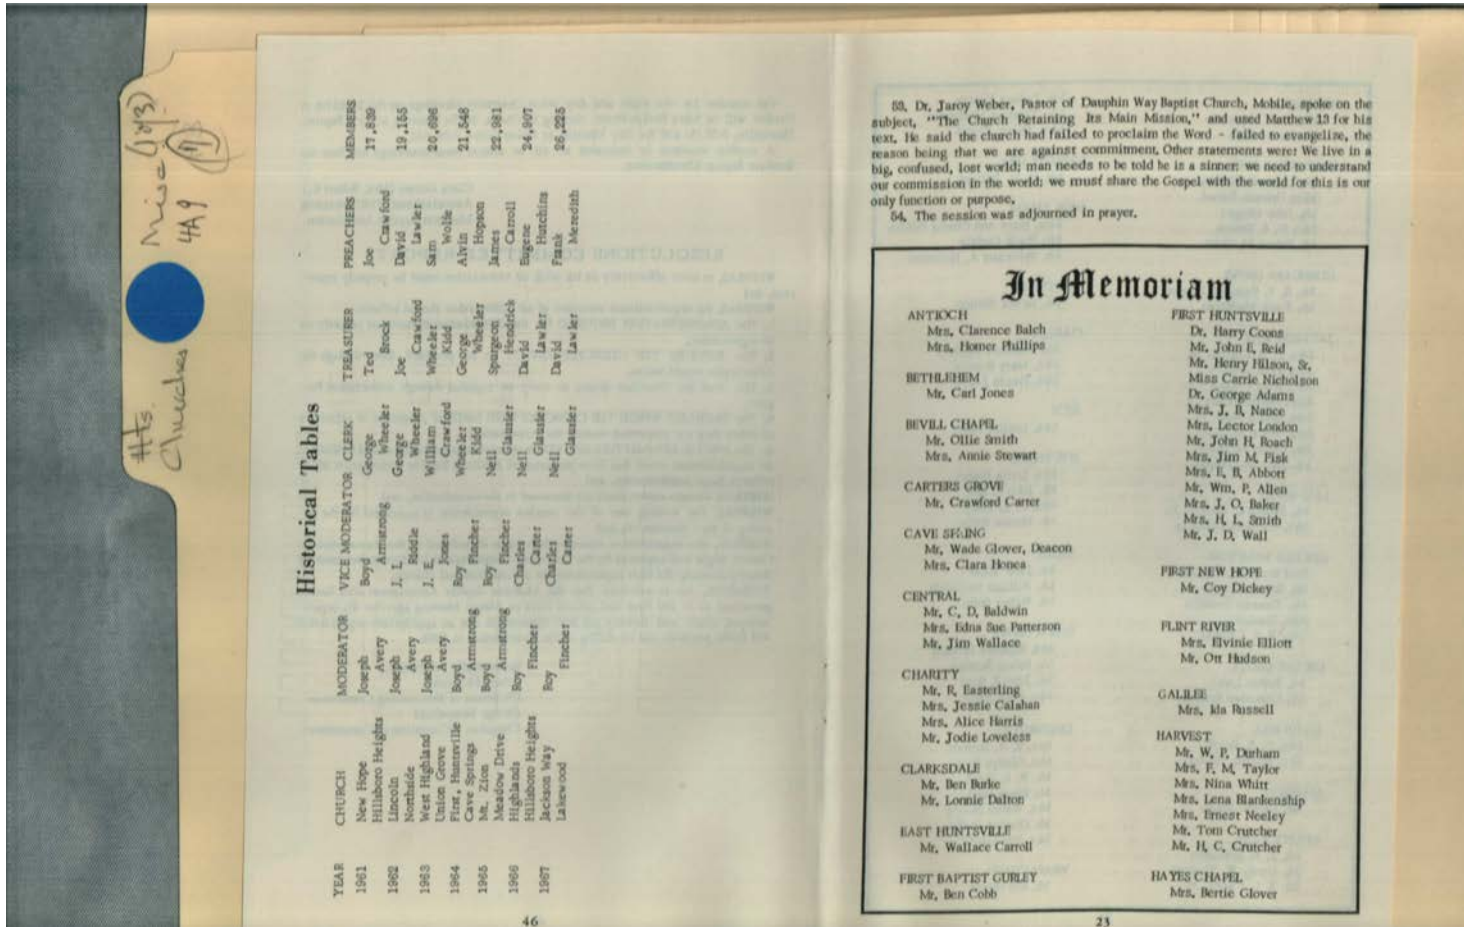 Hts.
Churches
Misc (1 of 3)
4A9
Historical Tables
YEAR CHURCH MODERATOR VICE MODERATOR CLERK TREASURER PREACHERS MEMBERS
1961 New Hope Joseph Boyd George Ted Joe 17,839
Hillsboro Heights Avery Armstrong Wheeler Brock Crawford
1962 Lincoln Joseph J. L. George Joe David 19,155
Northside Avery Riddle Wheeler Crawford Lawler
1963 West Highland Joseph J. E. William Wheeler Sam 20,696
Union Grove Avery Jones Crawford Kidd Wolfe
1964 First, Huntsville Boyd Roy Wheeler George Alvin 21,548
Cave Springs Armstrong Fincher Kidd Wheeler Hopson
1965 Mt. Zion Boyd Roy Neil Spurgeon James 22,981
Meadow Drive Armstrong Fincher Glausier Hendrick Carroll
1966 Highlands Roy Charles Neil David Eugene 24,907
Hillsboro Heights Fincher Carter Glausier Lawler Hutchins
1967 Jackson Way Roy Charles Neil David Frank 26,225
Lakewood Fincher Carter Glausier Lawler Meredith
46
53. Dr. Jaroy Weber, Pastor of Dauphin Way Baptist Church, Mobile, spoke on the
subject, "The Church Retaining Its Main Mission," and used Matthew 13 for his
text. He said the church had failed to proclaim the Word - failed to evangelize, the
reason being that we are against commitment. Other statements were: We live in a
big, confused, lost world; man needs to be told he is a sinner; we need to understand
our commission in the world; we must share the Gospel with the world for this is our
only function or purpose.
54. The session was adjourned in prayer.
In Memoriam
ANTIOCH
Mrs. Clarence Balch
Mrs. Homer Phillips
BETHLEHEM
Mr. Carl Jones
BEVILL CHAPEL
Mr. Ollie Smith
Mrs. Annie Stewart
CARTERS GROVE
Mr. Crawford Carter
CAVE SPRING
Mr. Wade Glover, Deacon
Mrs. Clara Honea
CENTRAL
Mr. C. D. Baldwin
Mrs. Edna Sue Patterson
Mr. Jim Wallace
CHARITY
Mr. R. Easterling
Mrs. Jessie Calahan
Mrs. Alice Harris
Mr. Jodie Loveless
CLARKSDALE
Mr. Ben Burke
Mr. Lonnie Dalton
EAST HUNTSVILLE
Mr. Wallace Carroll
FIRST BAPTIST GURLEY
Mr. Ben Cobb
FIRST HUNTSVILLE
Dr. Harry Coons
Mr. John E. Reid
Mr. Henry Hilson, Sr.
Miss Carrie Nicholson
Dr. George Adams
Mrs. J. B. Nance
Mrs. Lector London
Mr. John H. Roach
Mrs. Jim M. Fisk
Mrs. E. B. Abbott
Mr. Wm. P. Allen
Mrs. J. O. Baker
Mrs. H. L. Smith
Mr. J. D. Wall
FIRST NEW HOPE
Mr. Coy Dickey
FLINT RIVER
Mrs. Elvinie Elliott
Mr. Ott Hudson
GALILEE
Mrs. Ida Russell
HARVEST
Mr. W. P. Durham
Mrs. F. M. Taylor
Mrs. Nina Whitt
Mrs. Lena Blankenship
Mrs. Ernest Neeley
Mr. Tom Crutcher
Mr. H. C. Crutcher
HAYES CHAPEL
Mrs. Bertie Glover
23